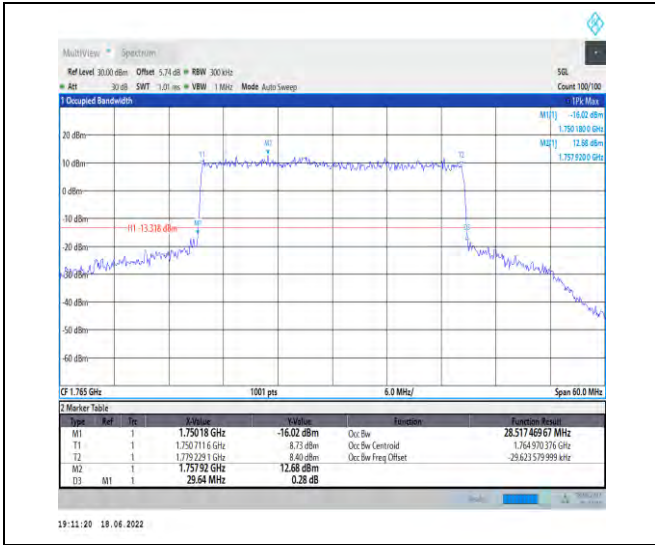 MultiView Spectrum
Ref Level 30.00 dBm Offset 5.74 dB RBW 300 kHz SGL
Att 30 dB SWT 1.01 ms VBW 1 MHz Mode Auto Sweep Count 100/100
1 Occupied Bandwidth 1Pk Max
M1[1] -16.02 dBm
1.750 180 0 GHz
M2[1] 12.68 dBm
1.757 920 0 GHz
20 dBm
M2
T1 T2
10 dBm
0 dBm
-10 dBm
H1 -13.318 dBm M1 D3
-20 dBm
-30 dBm
-40 dBm
-50 dBm
-60 dBm
CF 1.765 GHz 1001 pts 6.0 MHz/ Span 60.0 MHz
2 Marker Table
Type Ref Trc X-Value Y-Value Function Function Result
M1 1 1.75018 GHz -16.02 dBm Occ Bw 28.517 469 67 MHz
T1 1 1.750 711 6 GHz 8.73 dBm Occ Bw Centroid 1.764 970 376 GHz
T2 1 1.779 229 1 GHz 8.40 dBm Occ Bw Freq Offset -29.623 579 999 kHz
M2 1 1.75792 GHz 12.68 dBm
D3 M1 1 29.64 MHz 0.28 dB
19:11:20 18.06.2022